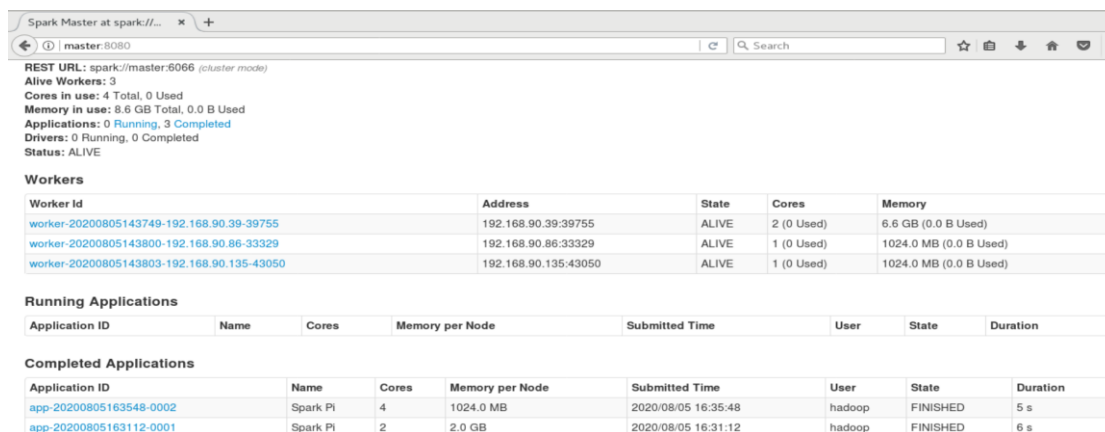 Spark Master at spark://... × +
master:8080 Search
REST URL: spark://master:6066 (cluster mode)
Alive Workers: 3
Cores in use: 4 Total, 0 Used
Memory in use: 8.6 GB Total, 0.0 B Used
Applications: 0 Running, 3 Completed
Drivers: 0 Running, 0 Completed
Status: ALIVE
Workers
Worker Id Address State Cores Memory
worker-20200805143749-192.168.90.39-39755 192.168.90.39:39755 ALIVE 2 (0 Used) 6.6 GB (0.0 B Used)
worker-20200805143800-192.168.90.86-33329 192.168.90.86:33329 ALIVE 1 (0 Used) 1024.0 MB (0.0 B Used)
worker-20200805143803-192.168.90.135-43050 192.168.90.135:43050 ALIVE 1 (0 Used) 1024.0 MB (0.0 B Used)
Running Applications
Application ID Name Cores Memory per Node Submitted Time User State Duration
Completed Applications
Application ID Name Cores Memory per Node Submitted Time User State Duration
app-20200805163548-0002 Spark Pi 4 1024.0 MB 2020/08/05 16:35:48 hadoop FINISHED 5 s
app-20200805163112-0001 Spark Pi 2 2.0 GB 2020/08/05 16:31:12 hadoop FINISHED 6 s